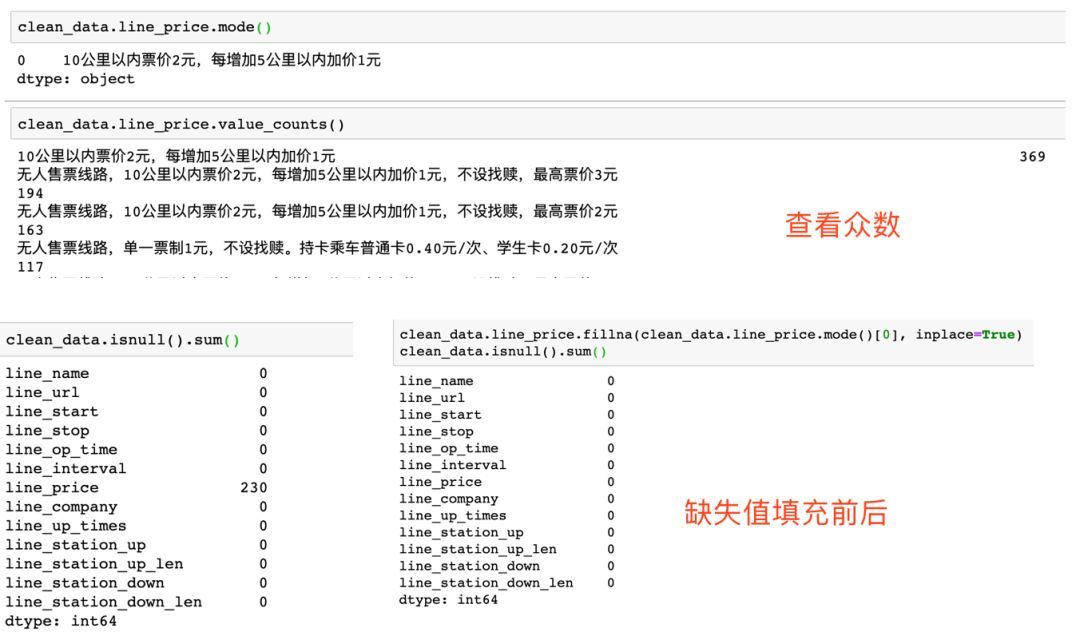 clean_data.line_price.mode()
0    10公里以内票价2元，每增加5公里以内加价1元
dtype: object
clean_data.line_price.value_counts()
10公里以内票价2元，每增加5公里以内加价1元    369
无人售票线路，10公里以内票价2元，每增加5公里以内加价1元，不设找赎，最高票价3元
194
无人售票线路，10公里以内票价2元，每增加5公里以内加价1元，不设找赎，最高票价2元
163
无人售票线路，单一票制1元，不设找赎。持卡乘车普通卡0.40元/次、学生卡0.20元/次
117
查看众数
clean_data.isnull().sum()
line_name    0
line_url    0
line_start    0
line_stop    0
line_op_time    0
line_interval    0
line_price    230
line_company    0
line_up_times    0
line_station_up    0
line_station_up_len    0
line_station_down    0
line_station_down_len    0
dtype: int64
clean_data.line_price.fillna(clean_data.line_price.mode()[0], inplace=True)
clean_data.isnull().sum()
line_name    0
line_url    0
line_start    0
line_stop    0
line_op_time    0
line_interval    0
line_price    0
line_company    0
line_up_times    0
line_station_up    0
line_station_up_len    0
line_station_down    0
line_station_down_len    0
dtype: int64
缺失值填充前后